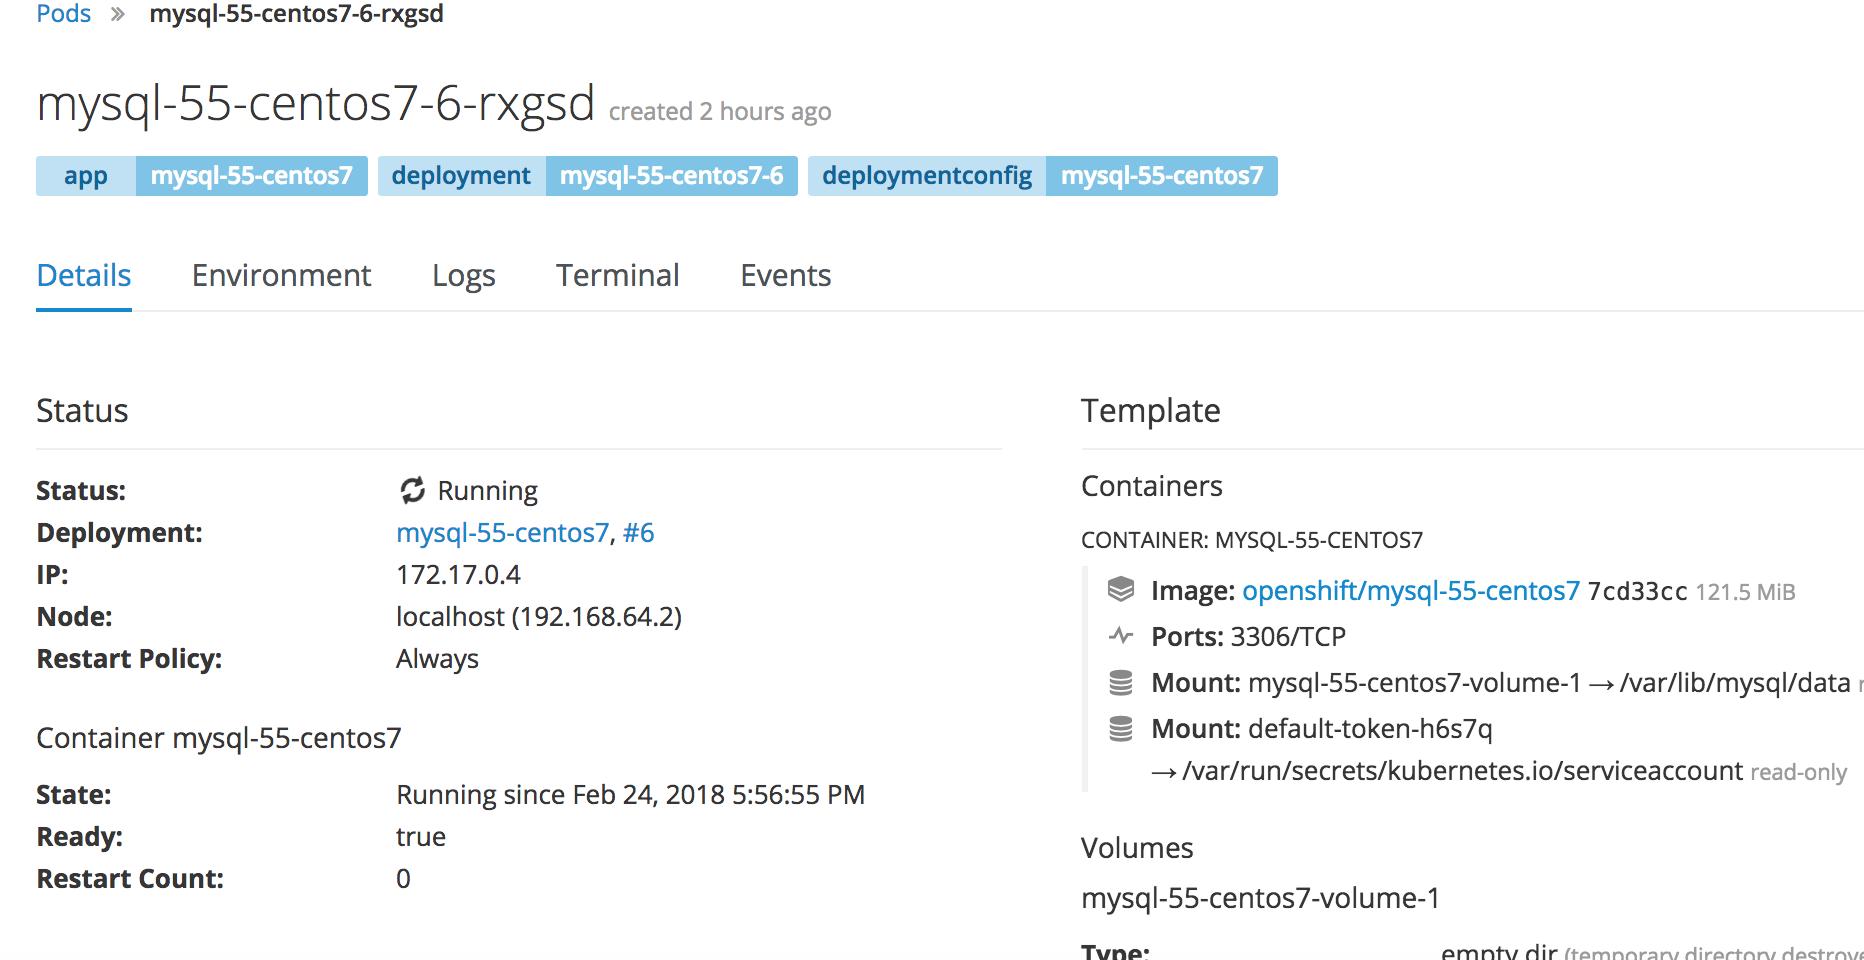 Pods » mysql-55-centos7-6-rxgsd
mysql-55-centos7-6-rxgsd created 2 hours ago
app mysql-55-centos7 deployment mysql-55-centos7-6 deploymentconfig mysql-55-centos7
Details Environment Logs Terminal Events
Status
Status: Running
Deployment: mysql-55-centos7, #6
IP: 172.17.0.4
Node: localhost (192.168.64.2)
Restart Policy: Always
Container mysql-55-centos7
State: Running since Feb 24, 2018 5:56:55 PM
Ready: true
Restart Count: 0
Template
Containers
CONTAINER: MYSQL-55-CENTOS7
Image: openshift/mysql-55-centos7 7cd33cc 121.5 MiB
Ports: 3306/TCP
Mount: mysql-55-centos7-volume-1 → /var/lib/mysql/data
Mount: default-token-h6s7q
→ /var/run/secrets/kubernetes.io/serviceaccount read-only
Volumes
mysql-55-centos7-volume-1
Type: empty dir (temporary directory destroye